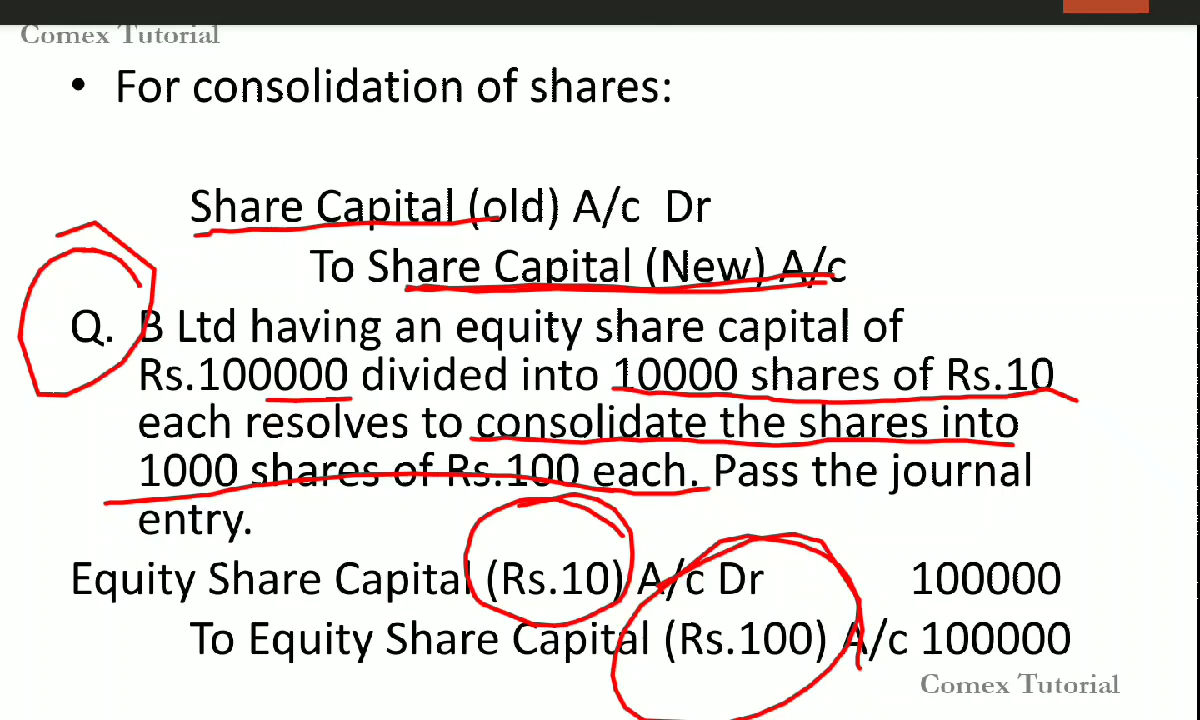 Comex Tutorial
• For consolidation of shares:
Share Capital (old) A/c Dr
To Share Capital (New) A/c
Q. B Ltd having an equity share capital of
Rs.100000 divided into 10000 shares of Rs.10
each resolves to consolidate the shares into
1000 shares of Rs.100 each. Pass the journal
entry.
Equity Share Capital (Rs.10) A/c Dr 100000
To Equity Share Capital (Rs.100) A/c 100000
Comex Tutorial